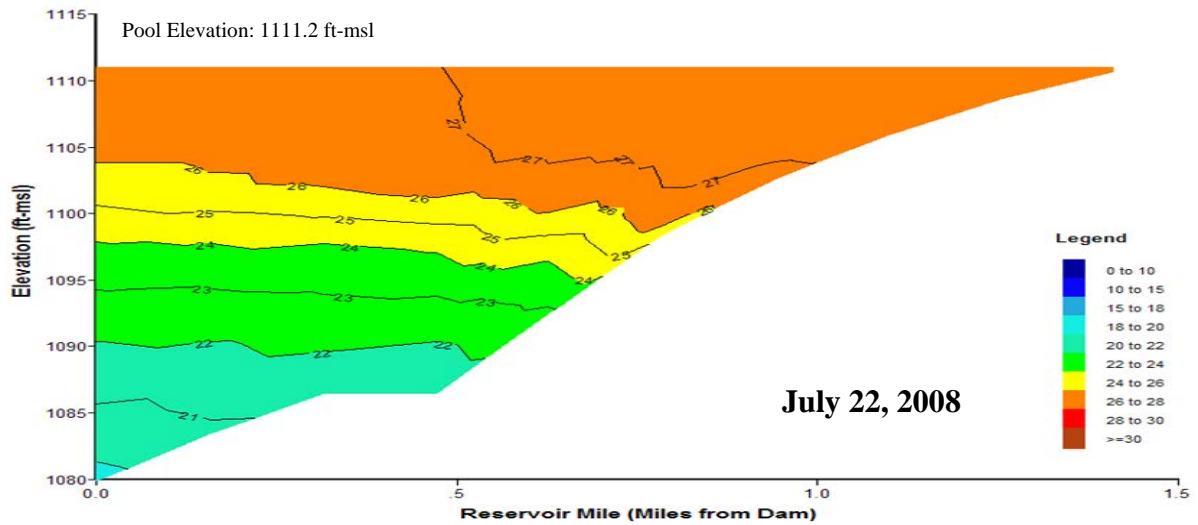 Pool Elevation: 1111.2 ft-msl
1115
1110
1105
1100
1095
1090
1085
1080
Elevation (ft-msl)
27
27
27
27
26
26
26
26
26
26
25
25
25
25
24
24
24
24
23
23
23
22
22
22
21
Legend
0 to 10
10 to 15
15 to 18
18 to 20
20 to 22
22 to 24
24 to 26
26 to 28
28 to 30
>=30
July 22, 2008
0.0
.5
1.0
1.5
Reservoir Mile (Miles from Dam)